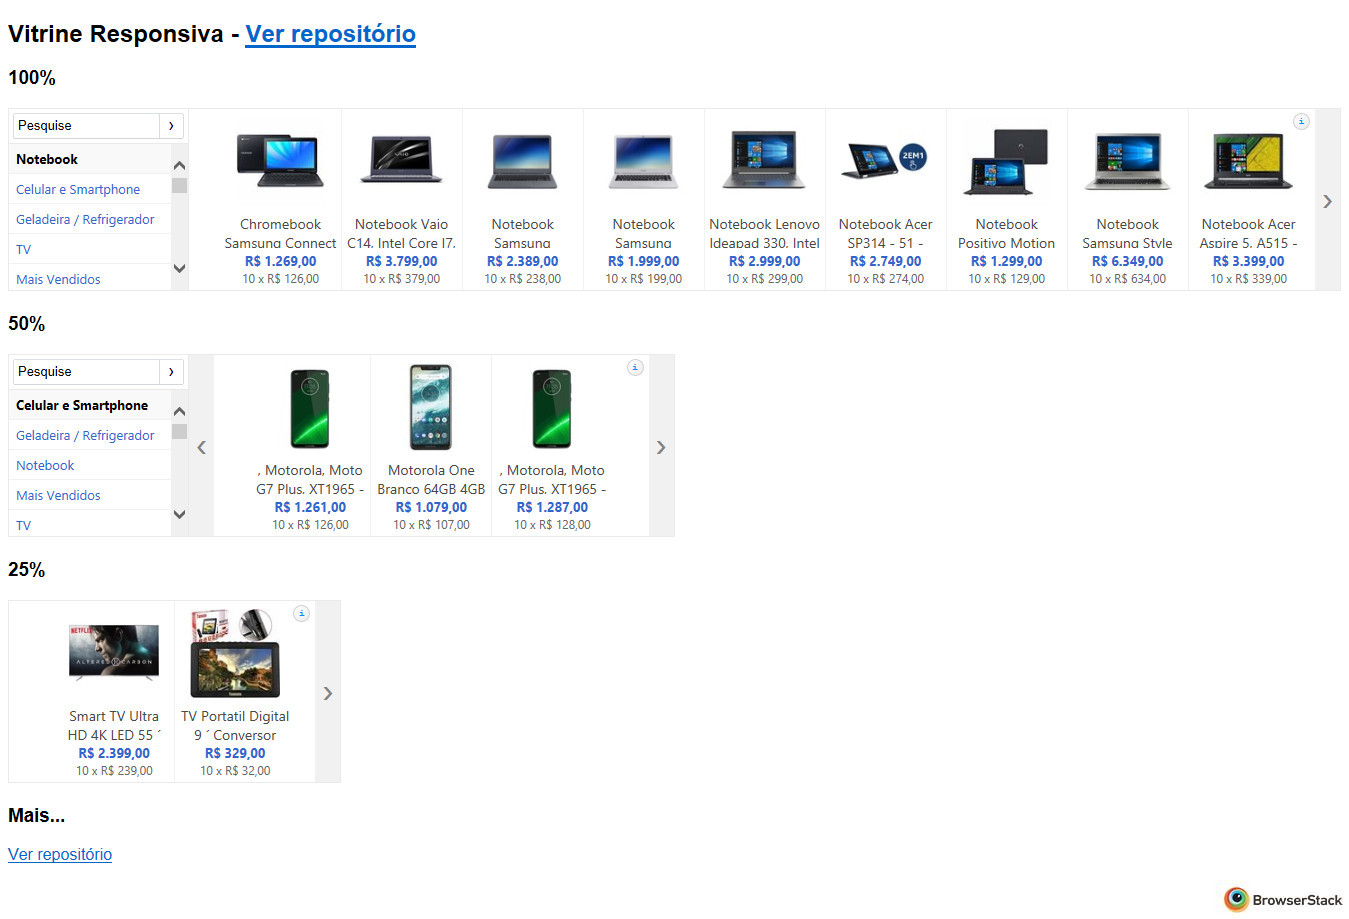 Vitrine Responsiva - Ver repositório
100%
Pesquise ›
Notebook
Celular e Smartphone
Geladeira / Refrigerador
TV
Mais Vendidos
Chromebook
Samsung Connect
R$ 1.269,00
10 x R$ 126,00
Notebook Vaio
C14, Intel Core I7,
R$ 3.799,00
10 x R$ 379,00
Notebook
Samsung
R$ 2.389,00
10 x R$ 238,00
Notebook
Samsung
R$ 1.999,00
10 x R$ 199,00
Notebook Lenovo
Ideapad 330, Intel
R$ 2.999,00
10 x R$ 299,00
2EM1
Notebook Acer
SP314 - 51 -
R$ 2.749,00
10 x R$ 274,00
Notebook
Positivo Motion
R$ 1.299,00
10 x R$ 129,00
Notebook
Samsung Style
R$ 6.349,00
10 x R$ 634,00
i
Notebook Acer
Aspire 5, A515 -
R$ 3.399,00
10 x R$ 339,00
›
50%
Pesquise ›
Celular e Smartphone
Geladeira / Refrigerador
Notebook
Mais Vendidos
TV
‹
, Motorola, Moto
G7 Plus, XT1965 -
R$ 1.261,00
10 x R$ 126,00
Motorola One
Branco 64GB 4GB
R$ 1.079,00
10 x R$ 107,00
i
, Motorola, Moto
G7 Plus, XT1965 -
R$ 1.287,00
10 x R$ 128,00
›
25%
NETFLIX
ALTERED CARBON
Smart TV Ultra
HD 4K LED 55 ´
R$ 2.399,00
10 x R$ 239,00
i
TV Portatil Digital
9 ´ Conversor
R$ 329,00
10 x R$ 32,00
›
Mais...
Ver repositório
BrowserStack